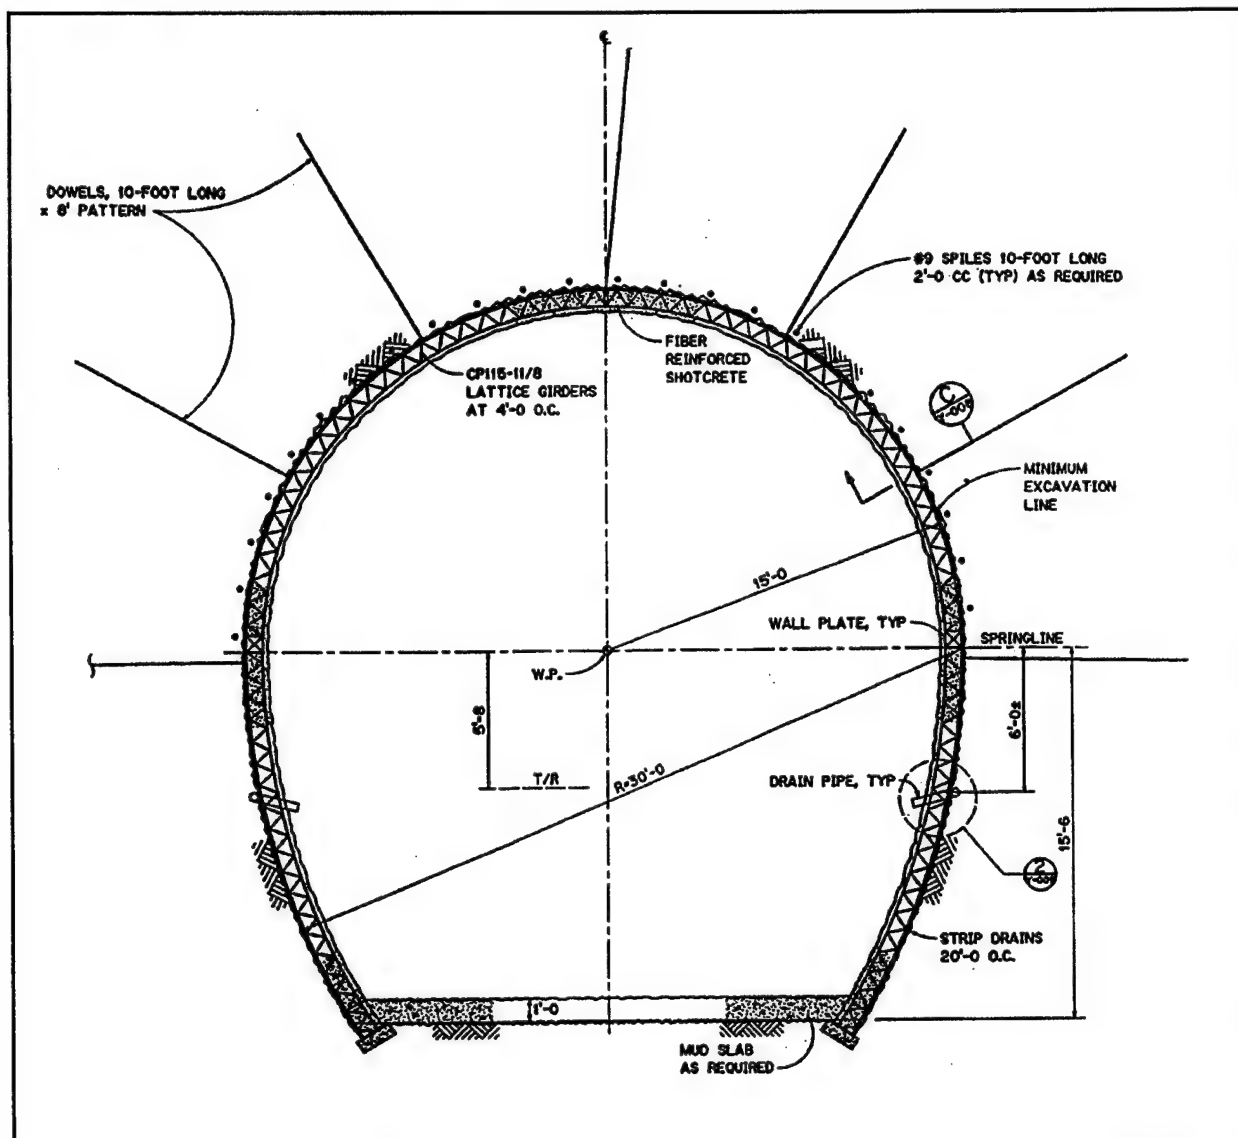 ℄
DOWELS, 10-FOOT LONG
x 6' PATTERN
#9 SPILES 10-FOOT LONG
2'-0 CC (TYP) AS REQUIRED
FIBER
REINFORCED
SHOTCRETE
CP115-11/8
LATTICE GIRDERS
AT 4'-0 O.C.
C
MINIMUM
EXCAVATION
LINE
15'-0
WALL PLATE, TYP
SPRINGLINE
W.P.
5'-8
6'-0±
T/R
R=30'-0
DRAIN PIPE, TYP
15'-6
2
STRIP DRAINS
20'-0 O.C.
1'-0
MUD SLAB
AS REQUIRED